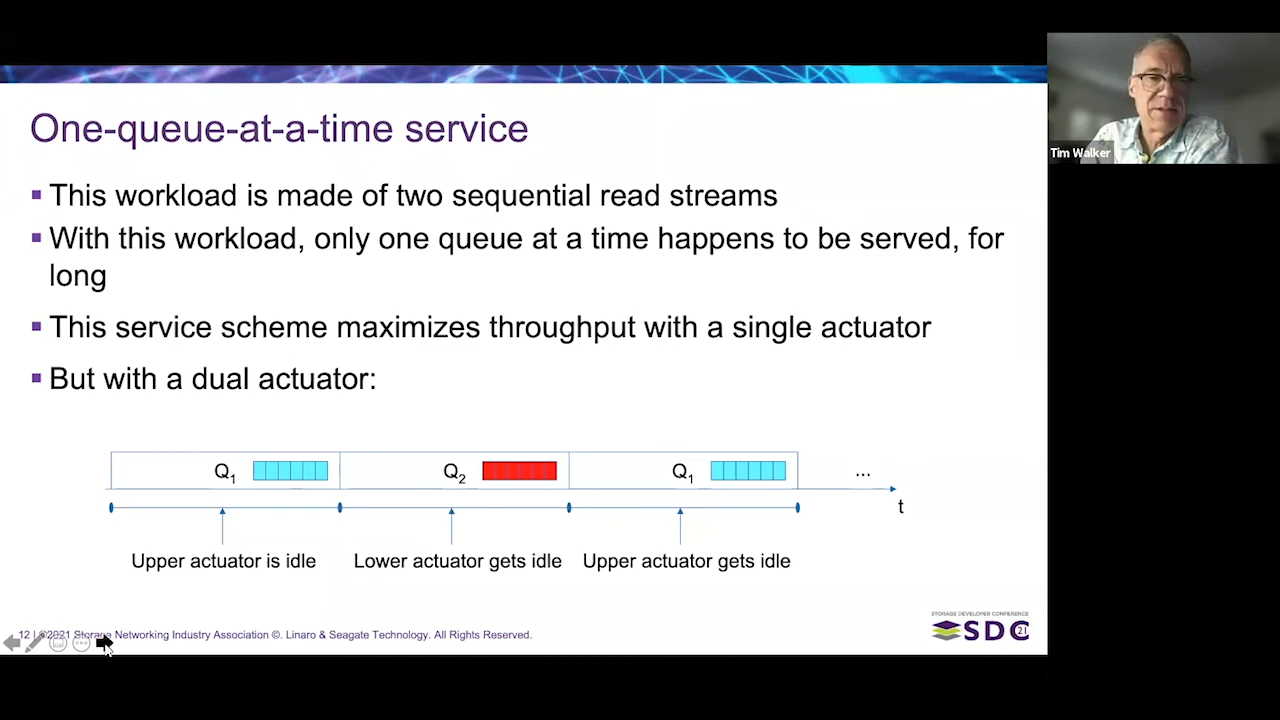 One-queue-at-a-time service
Tim Walker
▪ This workload is made of two sequential read streams
▪ With this workload, only one queue at a time happens to be served, for
long
▪ This service scheme maximizes throughput with a single actuator
▪ But with a dual actuator:
Q1 Q2 Q1 ...
t
Upper actuator is idle Lower actuator gets idle Upper actuator gets idle
STORAGE DEVELOPER CONFERENCE
SDC 21
12 | ©2021 Storage Networking Industry Association ©. Linaro & Seagate Technology. All Rights Reserved.